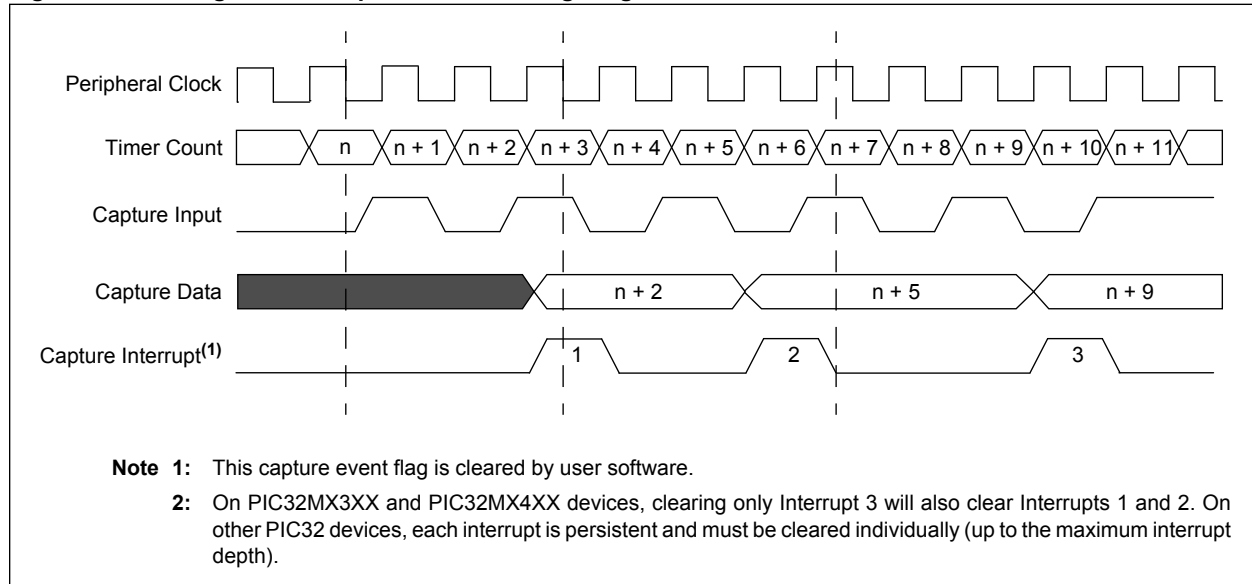 Peripheral Clock
Timer Count
n
n + 1
n + 2
n + 3
n + 4
n + 5
n + 6
n + 7
n + 8
n + 9
n + 10
n + 11
Capture Input
Capture Data
n + 2
n + 5
n + 9
Capture Interrupt(1)
1
2
3
Note 1: This capture event flag is cleared by user software.
2: On PIC32MX3XX and PIC32MX4XX devices, clearing only Interrupt 3 will also clear Interrupts 1 and 2. On
other PIC32 devices, each interrupt is persistent and must be cleared individually (up to the maximum interrupt
depth).